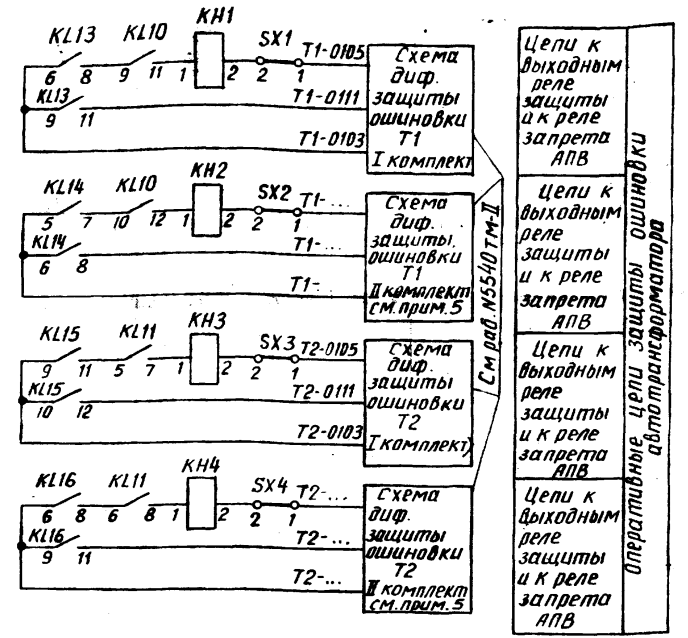 KL13 KL10 KH1 SX1 T1-0105
6 8 9 11 1 2 2 1
KL13 T1-0111
9 11
T1-0103
Схема
диф.
защиты
ошиновки
Т1
I комплект
Цепи к
выходным
реле
защиты
и к реле
запрета
АПВ
KL14 KL10 KH2 SX2 T1-...
5 7 10 12 1 2 2 1
KL14 T1-...
6 8
T1-
Схема
диф.
защиты,
ошиновки
Т1
II комплект
см. прим. 5
Цепи к
выходным
реле
защиты
и к реле
запрета
АПВ
KL15 KL11 KH3 SX3 T2-0105
9 11 5 7 1 2 2 1
KL15 T2-0111
10 12
T2-0103
Схема
диф.
защиты
ошиновки
Т2
I комплект)
Цепи к
выходным
реле
защиты
и к реле
запрета
АПВ
KL16 KL11 KH4 SX4 T2-...
6 8 6 8 1 2 2 1
KL16 T2-...
9 11
T2-...
Схема
диф.
защиты
ошиновки
Т2
II комплект
см. прим. 5
Цепи к
выходным
реле
защиты
и к реле
запрета
АПВ
См раб. N5540тм-II
Оперативные цепи защиты ошиновки
автотрансформатора